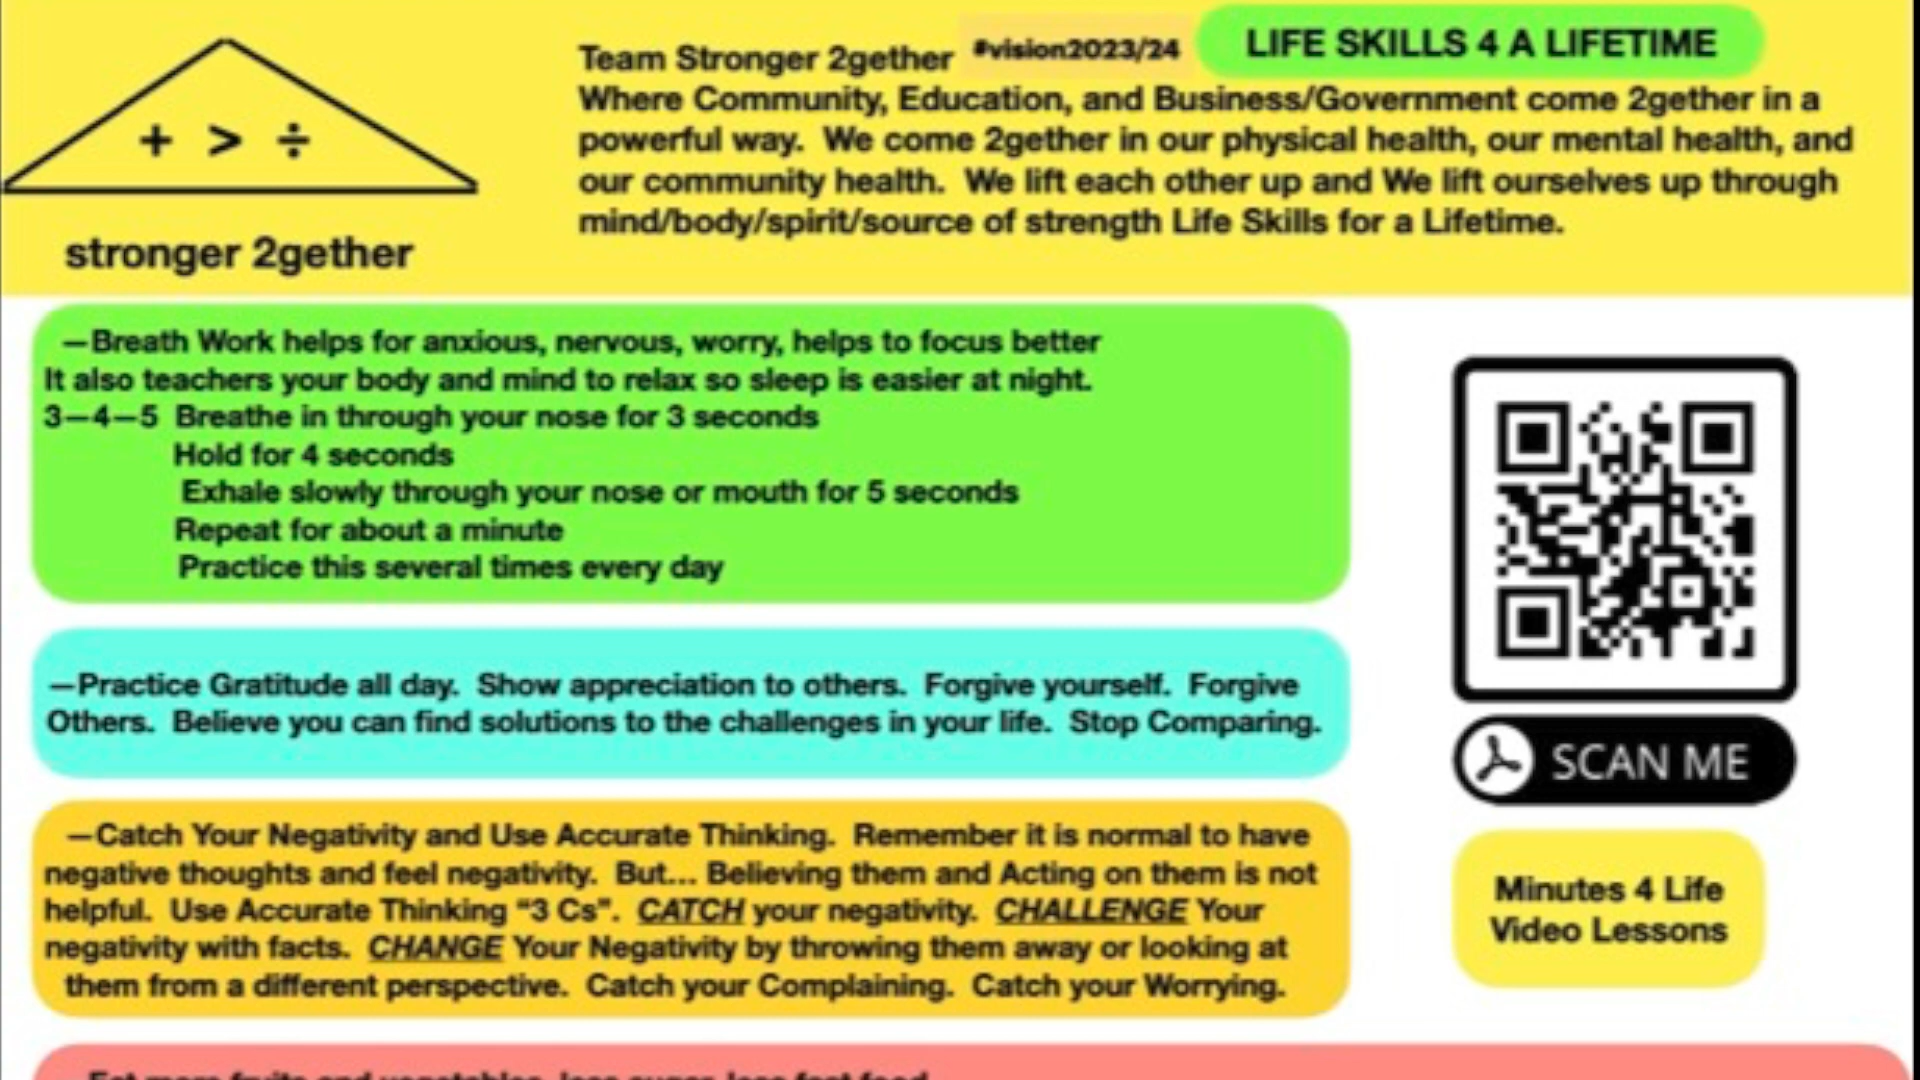 Team Stronger 2gether #vision2023/24 LIFE SKILLS 4 A LIFETIME
Where Community, Education, and Business/Government come 2gether in a
powerful way. We come 2gether in our physical health, our mental health, and
our community health. We lift each other up and We lift ourselves up through
mind/body/spirit/source of strength Life Skills for a Lifetime.
+ > ÷
stronger 2gether
—Breath Work helps for anxious, nervous, worry, helps to focus better
It also teachers your body and mind to relax so sleep is easier at night.
3—4—5 Breathe in through your nose for 3 seconds
Hold for 4 seconds
Exhale slowly through your nose or mouth for 5 seconds
Repeat for about a minute
Practice this several times every day
—Practice Gratitude all day. Show appreciation to others. Forgive yourself. Forgive
Others. Believe you can find solutions to the challenges in your life. Stop Comparing.
—Catch Your Negativity and Use Accurate Thinking. Remember it is normal to have
negative thoughts and feel negativity. But... Believing them and Acting on them is not
helpful. Use Accurate Thinking “3 Cs”. CATCH your negativity. CHALLENGE Your
negativity with facts. CHANGE Your Negativity by throwing them away or looking at
them from a different perspective. Catch your Complaining. Catch your Worrying.
SCAN ME
Minutes 4 Life
Video Lessons
Eat more fruits and vegetables, less sugar, less fast food